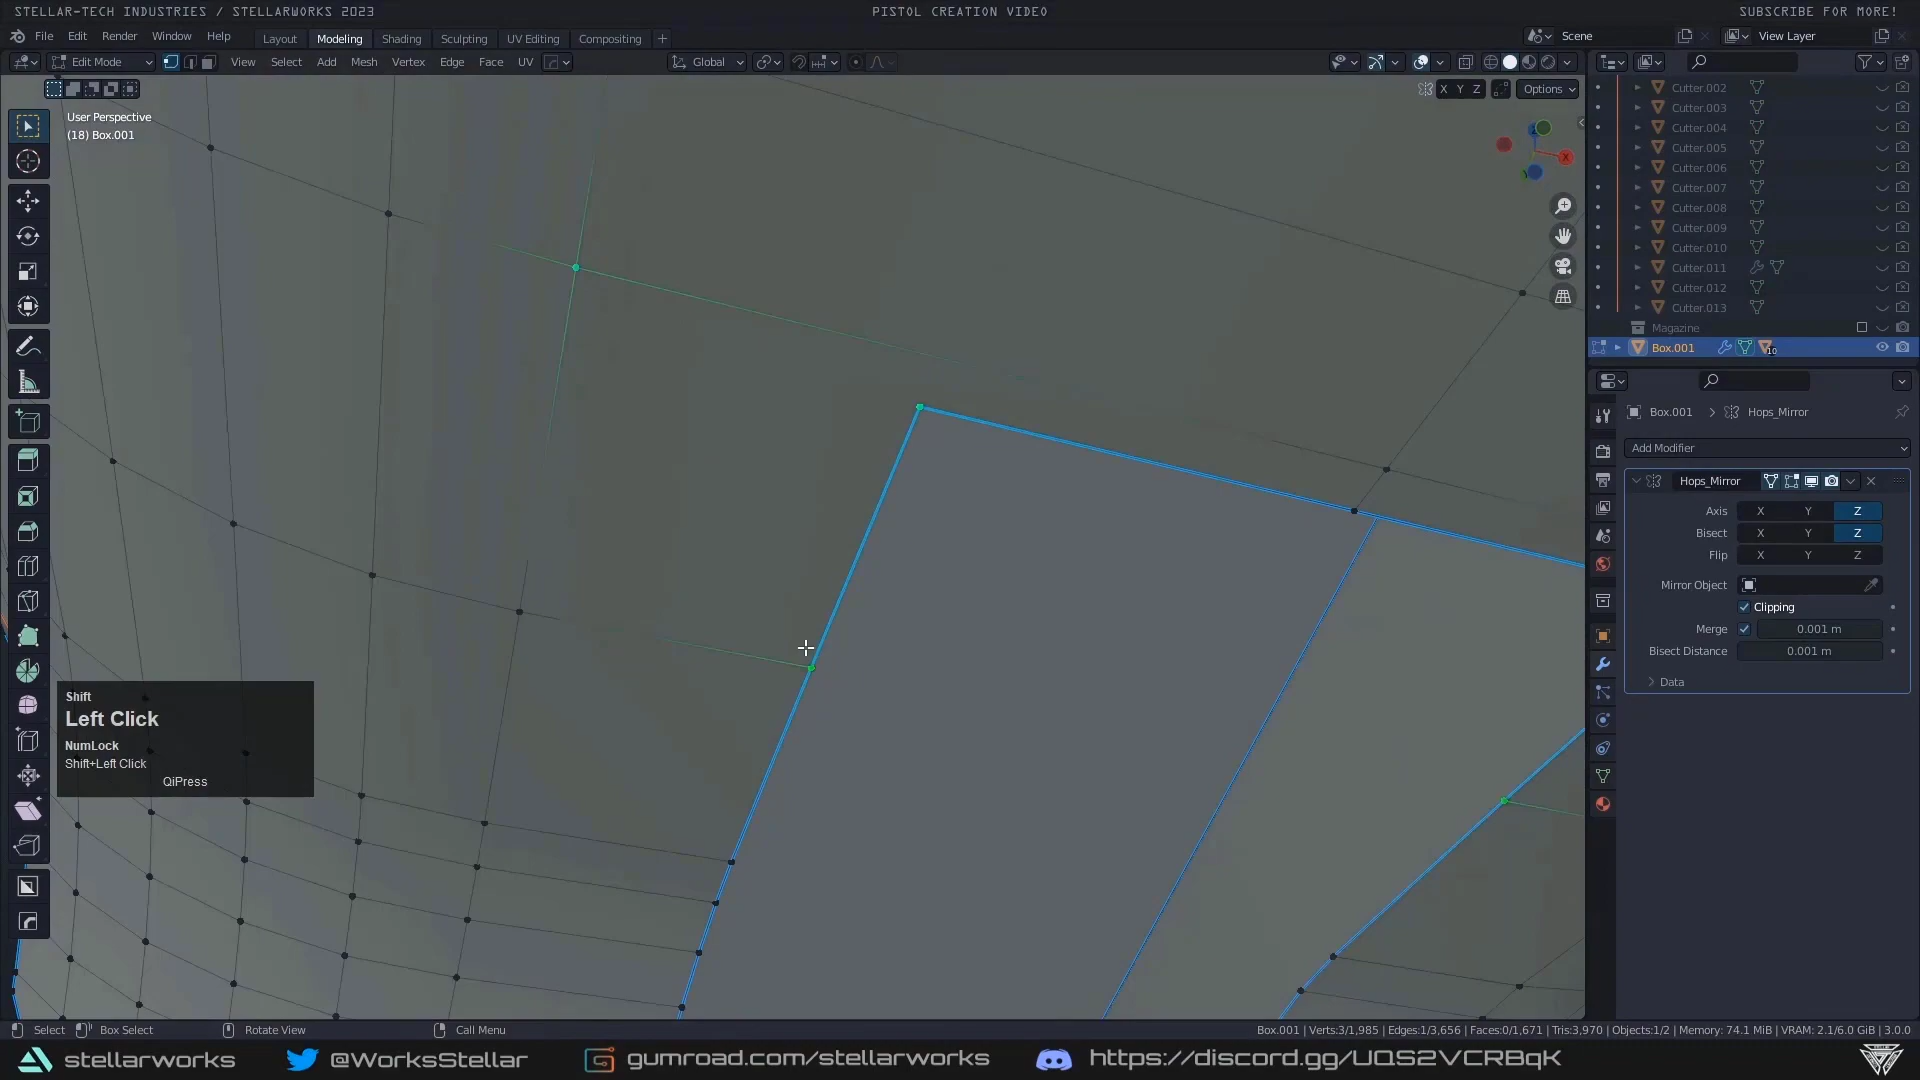 STELLAR-TECH INDUSTRIES / STELLARWORKS 2023
PISTOL CREATION VIDEO
SUBSCRIBE FOR MORE!
File Edit Render Window Help
Layout Modeling Shading Sculpting UV Editing Compositing +
Scene
View Layer
Edit Mode
View Select Add Mesh Vertex Edge Face UV
Global
X Y Z
Options
User Perspective
(18) Box.001
X
Cutter.002
Cutter.003
Cutter.004
Cutter.005
Cutter.006
Cutter.007
Cutter.008
Cutter.009
Cutter.010
Cutter.011
Cutter.012
Cutter.013
Magazine
Box.001
10
Box.001 > Hops_Mirror
Add Modifier
Hops_Mirror
Axis X Y Z
Bisect X Y Z
Flip X Y Z
Mirror Object
Clipping
Merge 0.001 m
Bisect Distance 0.001 m
Data
Shift
Left Click
NumLock
Shift+Left Click
QiPress
Select Box Select Rotate View Call Menu
Box.001 | Verts:3/1,985 | Edges:1/3,656 | Faces:0/1,671 | Tris:3,970 | Objects:1/2 | Memory: 74.1 MiB | VRAM: 2.1/6.0 GiB | 3.0.0
stellarworks @WorksStellar gumroad.com/stellarworks https://discord.gg/UQS2VCRBqK